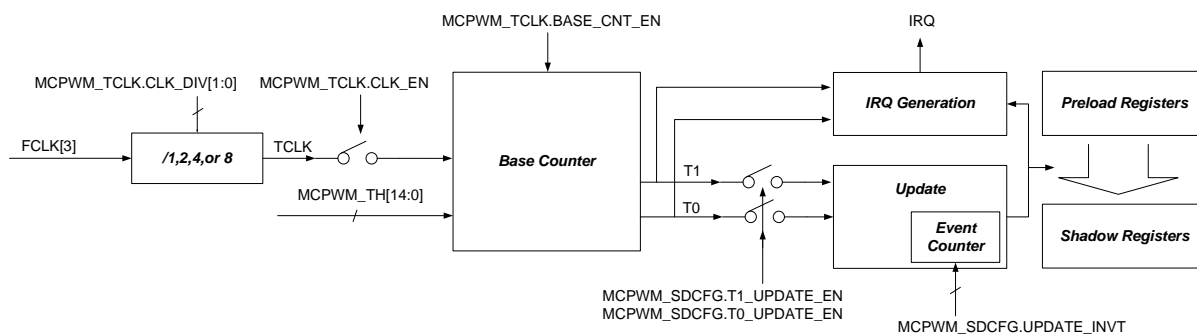 MCPWM_TCLK.BASE_CNT_EN
IRQ
MCPWM_TCLK.CLK_DIV[1:0]
MCPWM_TCLK.CLK_EN
IRQ Generation
Preload Registers
FCLK[3]
/1,2,4,or 8
TCLK
Base Counter
T1
Update
MCPWM_TH[14:0]
T0
Event
Counter
Shadow Registers
MCPWM_SDCFG.T1_UPDATE_EN
MCPWM_SDCFG.T0_UPDATE_EN
MCPWM_SDCFG.UPDATE_INVT